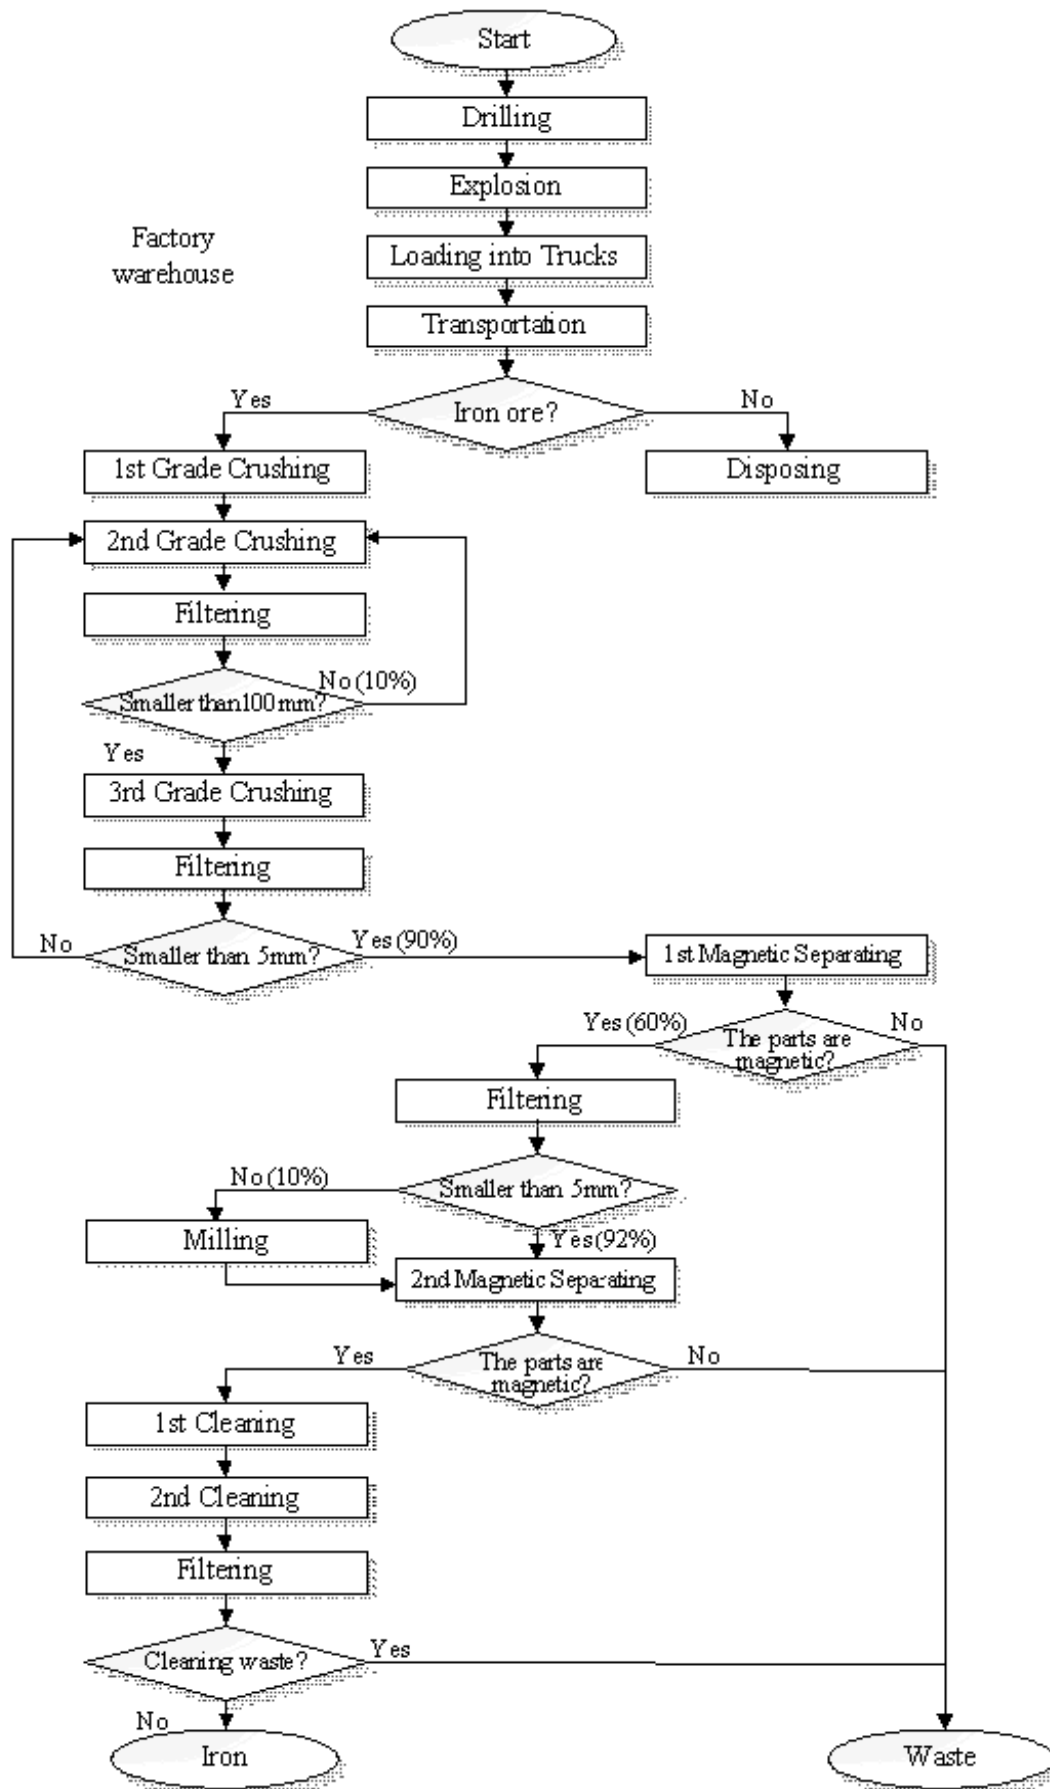 Start
Drilling
Explosion
Factory
warehouse
Loading into Trucks
Transportation
Iron ore?
Yes
No
1st Grade Crushing
Disposing
2nd Grade Crushing
Filtering
No (10%)
Smaller than100 mm?
Yes
3rd Grade Crushing
Filtering
No
Smaller than 5mm?
Yes (90%)
1st Magnetic Separating
Yes (60%)
The parts are
magnetic?
No
Filtering
No (10%)
Smaller than 5mm?
Milling
Yes (92%)
2nd Magnetic Separating
Yes
The parts are
magnetic?
No
1st Cleaning
2nd Cleaning
Filtering
Cleaning waste?
Yes
No
Iron
Waste